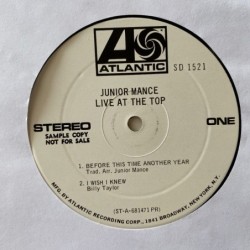 ATLANTIC
SD 1521
JUNIOR MANCE
LIVE AT THE TOP
STEREO
SAMPLE COPY
NOT FOR SALE
ONE
1. BEFORE THIS TIME ANOTHER YEAR
Trad. Arr. Junior Mance
2. I WISH I KNEW
Billy Taylor
(ST-A-681471 PR)
MFG. BY ATLANTIC RECORDING CORP., 1841 BROADWAY, NEW YORK, N.Y.